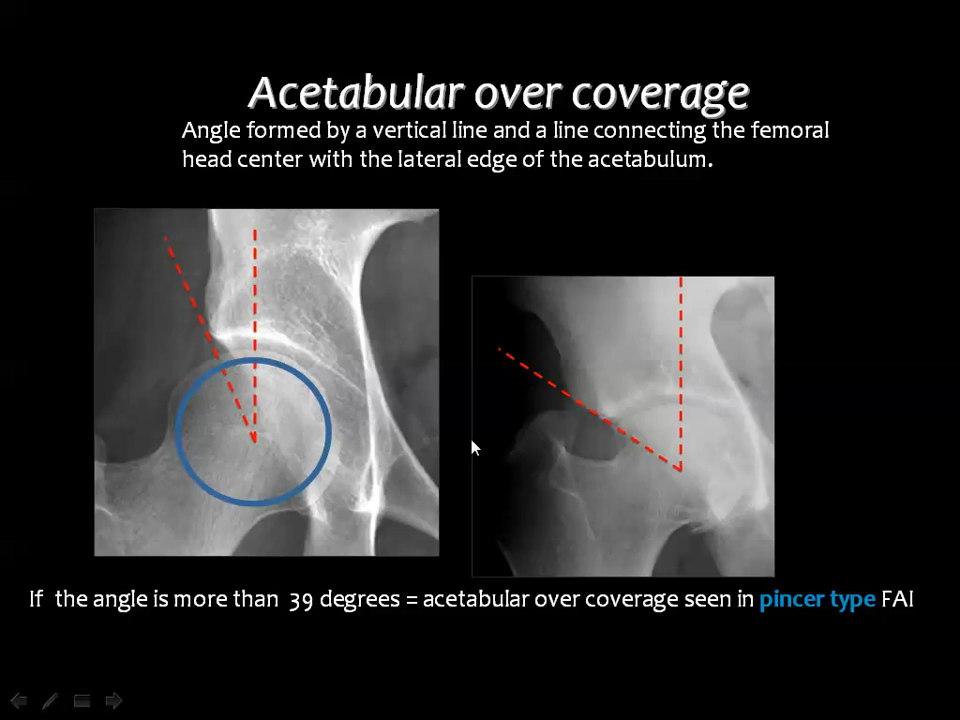 Acetabular over coverage
Angle formed by a vertical line and a line connecting the femoral
head center with the lateral edge of the acetabulum.
If the angle is more than 39 degrees = acetabular over coverage seen in pincer type FAI